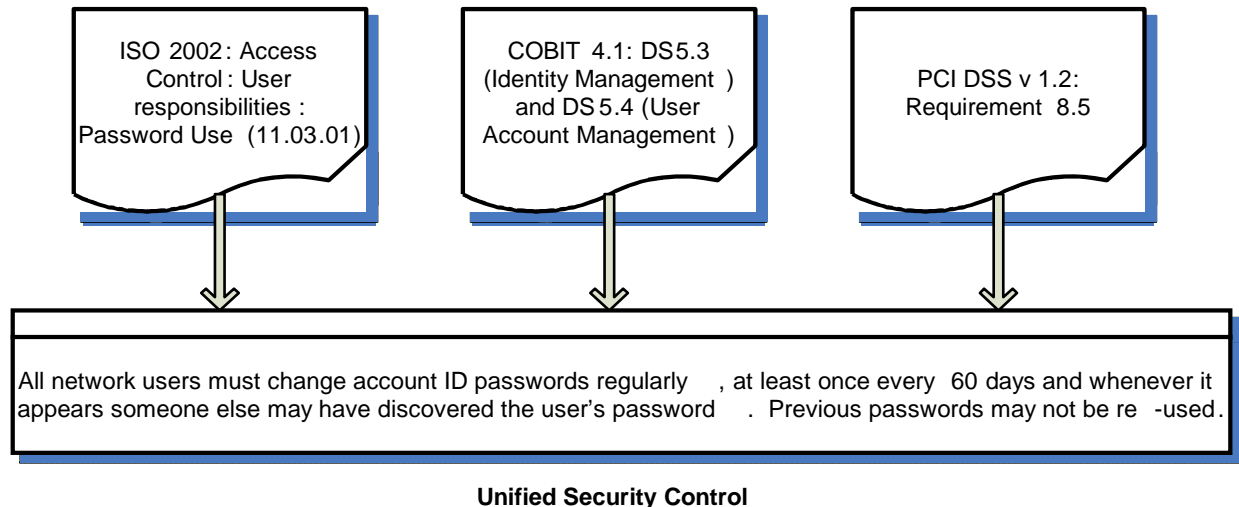 ISO 2002: Access
Control: User
responsibilities:
Password Use (11.03.01)
COBIT 4.1: DS5.3
(Identity Management )
and DS5.4 (User
Account Management )
PCI DSS v 1.2:
Requirement 8.5
All network users must change account ID passwords regularly , at least once every 60 days and whenever it
appears someone else may have discovered the user's password . Previous passwords may not be re -used.
Unified Security Control